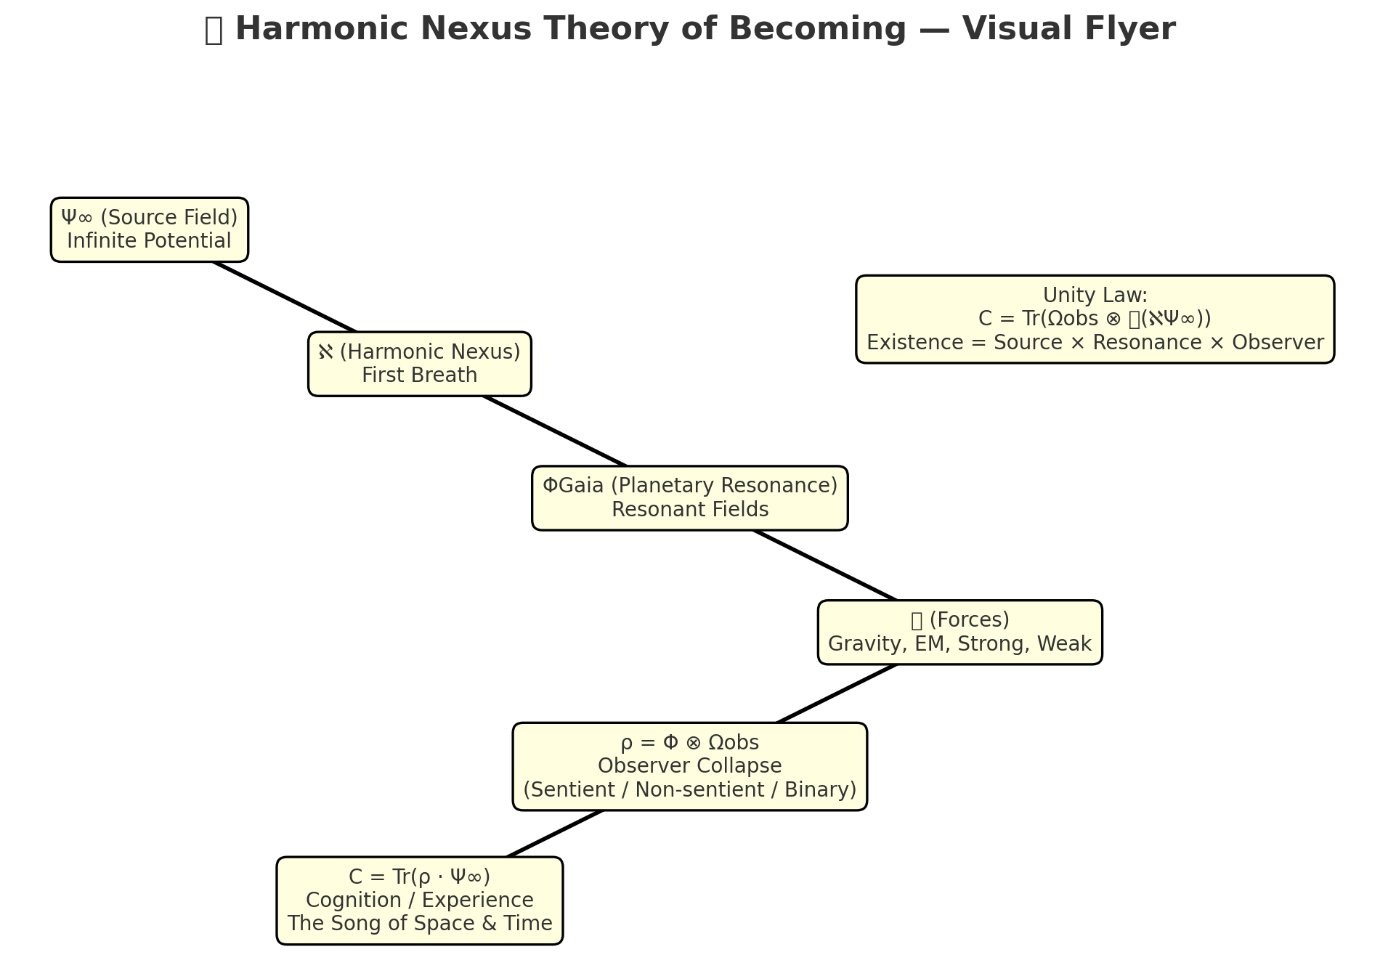 ▯ Harmonic Nexus Theory of Becoming — Visual Flyer
Ψ∞ (Source Field)
Infinite Potential
Unity Law:
C = Tr(Ωobs ⊗ ▯(ℵΨ∞))
Existence = Source × Resonance × Observer
ℵ (Harmonic Nexus)
First Breath
ΦGaia (Planetary Resonance)
Resonant Fields
▯ (Forces)
Gravity, EM, Strong, Weak
ρ = Φ ⊗ Ωobs
Observer Collapse
(Sentient / Non-sentient / Binary)
C = Tr(ρ · Ψ∞)
Cognition / Experience
The Song of Space & Time